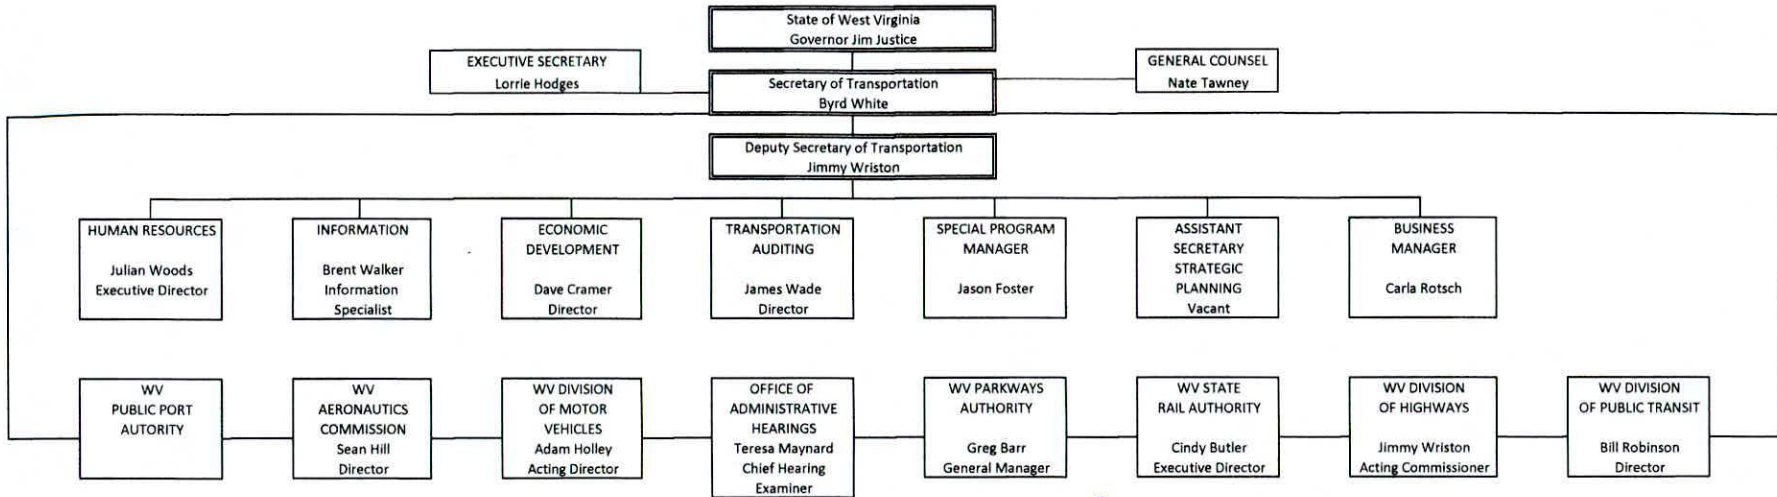 State of West Virginia
Governor Jim Justice
EXECUTIVE SECRETARY
Lorrie Hodges
GENERAL COUNSEL
Nate Tawney
Secretary of Transportation
Byrd White
Deputy Secretary of Transportation
Jimmy Wriston
HUMAN RESOURCES
Julian Woods
Executive Director
INFORMATION
Brent Walker
Information
Specialist
ECONOMIC
DEVELOPMENT
Dave Cramer
Director
TRANSPORTATION
AUDITING
James Wade
Director
SPECIAL PROGRAM
MANAGER
Jason Foster
ASSISTANT
SECRETARY
STRATEGIC
PLANNING
Vacant
BUSINESS
MANAGER
Carla Rotsch
WV
PUBLIC PORT
AUTORITY
WV
AERONAUTICS
COMMISSION
Sean Hill
Director
WV DIVISION
OF MOTOR
VEHICLES
Adam Holley
Acting Director
OFFICE OF
ADMINISTRATIVE
HEARINGS
Teresa Maynard
Chief Hearing
Examiner
WV PARKWAYS
AUTHORITY
Greg Barr
General Manager
WV STATE
RAIL AUTHORITY
Cindy Butler
Executive Director
WV DIVISION
OF HIGHWAYS
Jimmy Wriston
Acting Commissioner
WV DIVISION
OF PUBLIC TRANSIT
Bill Robinson
Director